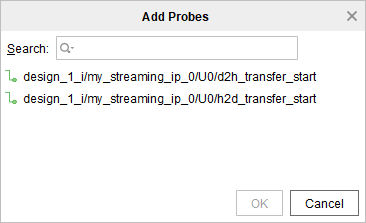 Add Probes
Search:
design_1_i/my_streaming_ip_0/U0/d2h_transfer_start
design_1_i/my_streaming_ip_0/U0/h2d_transfer_start
OK Cancel